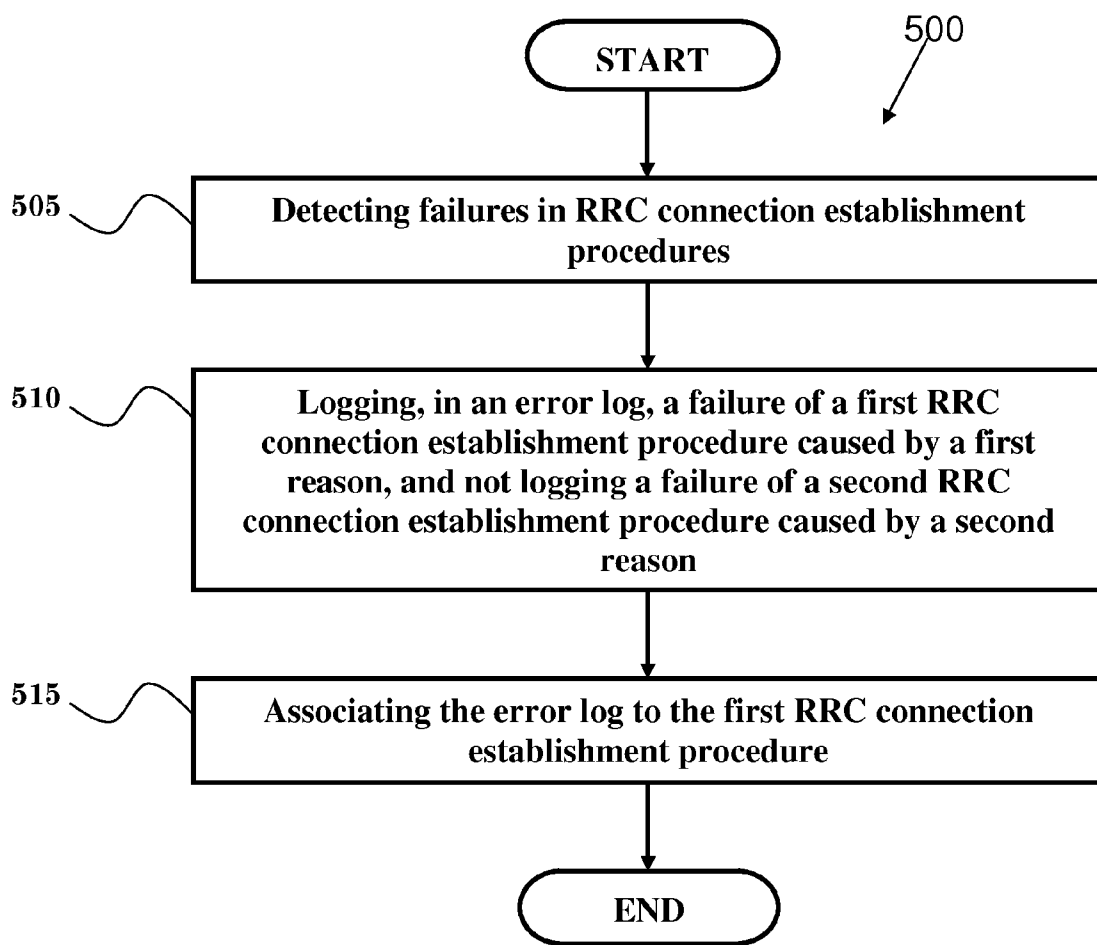 START
500
505
Detecting failures in RRC connection establishment
procedures
510
Logging, in an error log, a failure of a first RRC
connection establishment procedure caused by a first
reason, and not logging a failure of a second RRC
connection establishment procedure caused by a second
reason
515
Associating the error log to the first RRC connection
establishment procedure
END